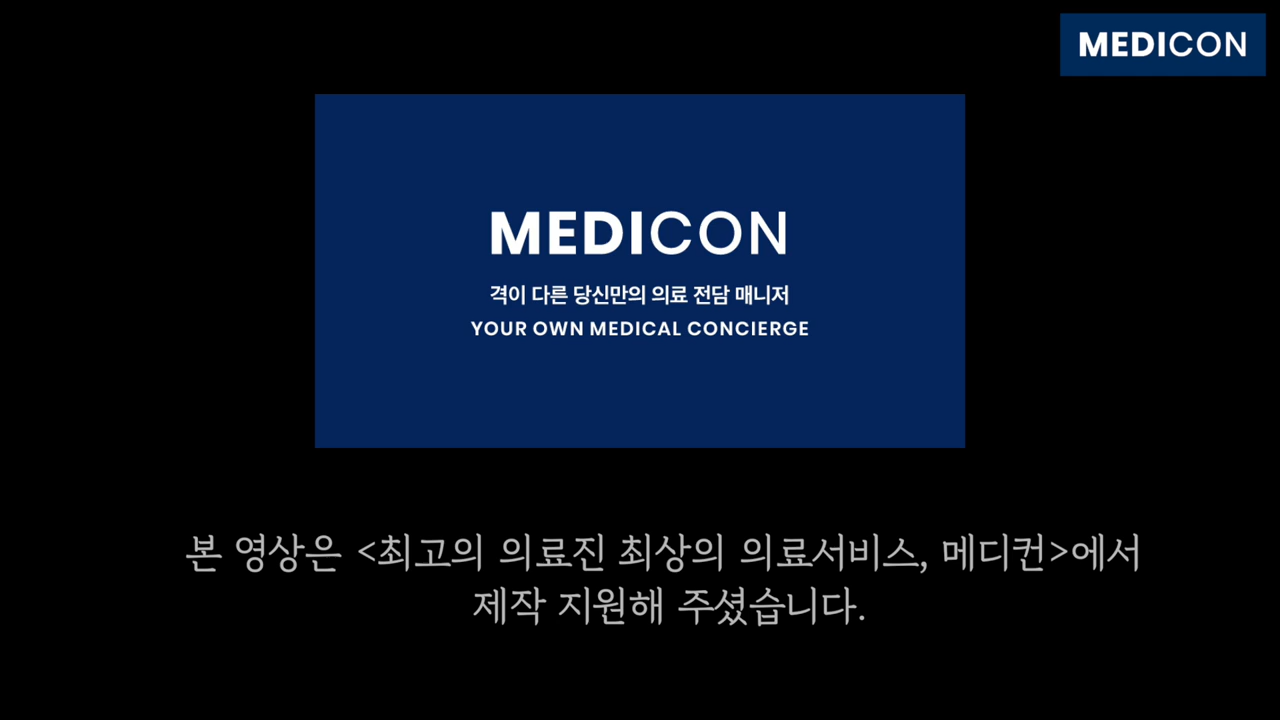 MEDICON
MEDICON
격이 다른 당신만의 의료 전담 매니저
YOUR OWN MEDICAL CONCIERGE
본 영상은 <최고의 의료진 최상의 의료서비스, 메디컨>에서
제작 지원해 주셨습니다.